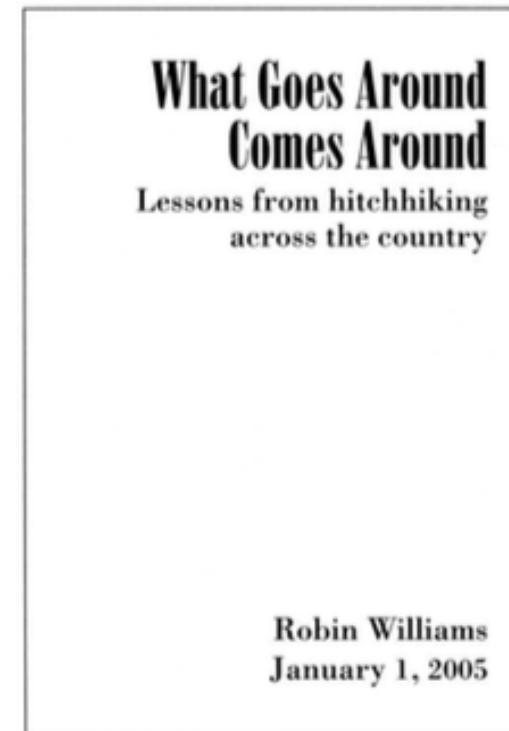 What Goes Around
Comes Around
Lessons from hitchhiking
across the country
Robin Williams
January 1, 2005